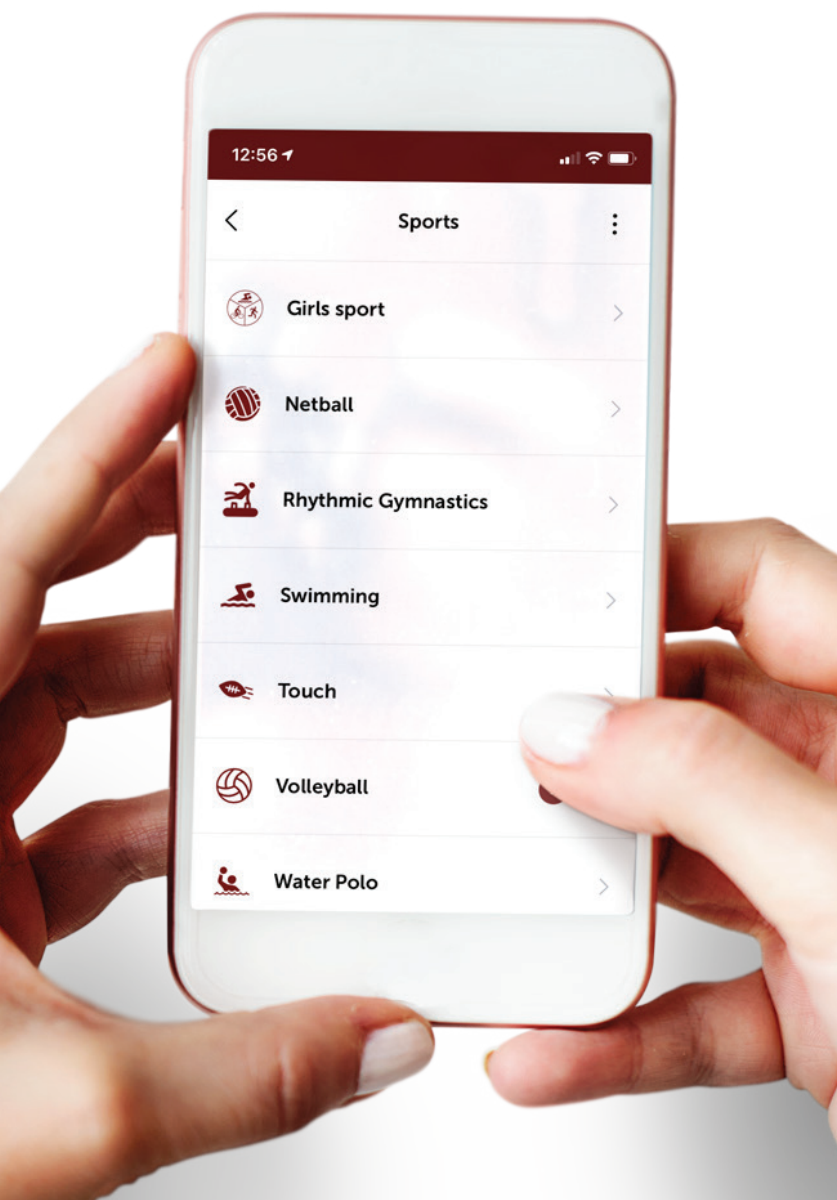 12:56
Sports
Girls sport
Netball
Rhythmic Gymnastics
Swimming
Touch
Volleyball
Water Polo